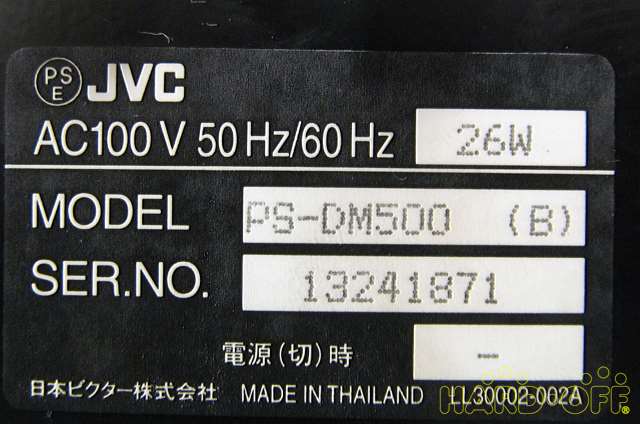 PS
E JVC
AC100 V 50 Hz/60 Hz 26W
MODEL PS-DM500 (B)
SER.NO. 13241871
電源(切)時 -
日本ビクター株式会社 MADE IN THAILAND LL30002-002A
HARD-OFF®